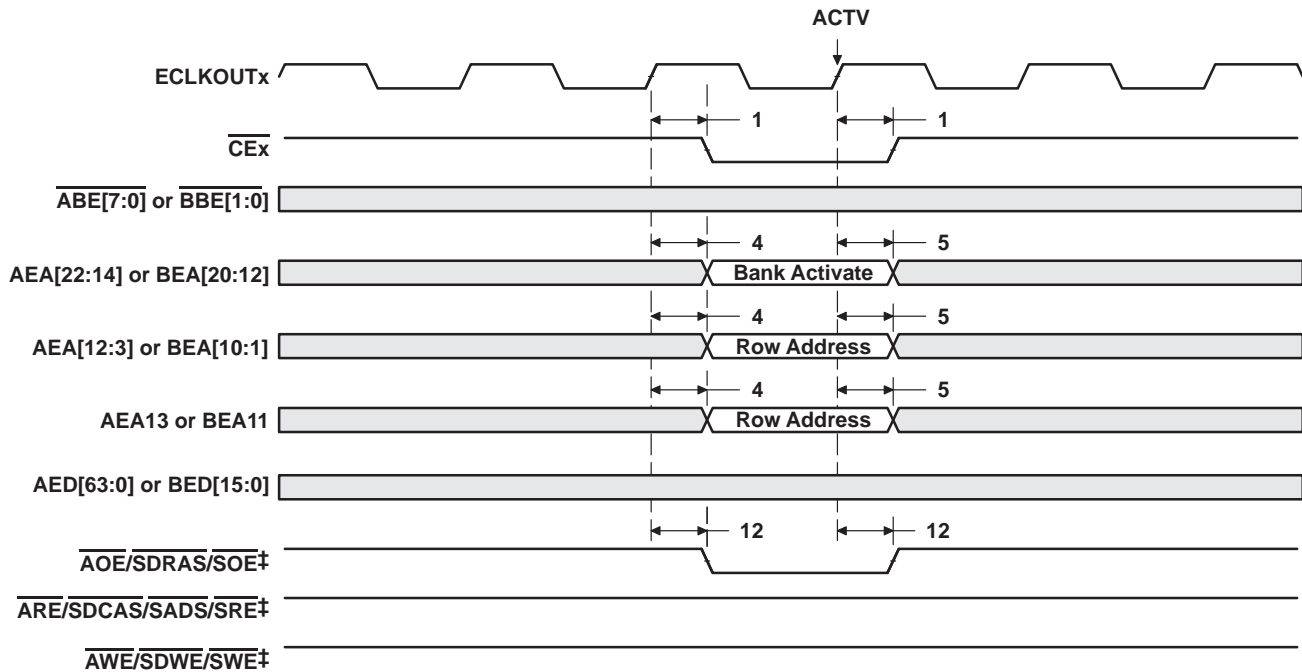 ACTV
ECLKOUTx
1 1
CEx
ABE[7:0] or BBE[1:0]
4 5
AEA[22:14] or BEA[20:12] Bank Activate
4 5
AEA[12:3] or BEA[10:1] Row Address
4 5
AEA13 or BEA11 Row Address
AED[63:0] or BED[15:0]
12 12
AOE/SDRAS/SOE‡
ARE/SDCAS/SADS/SRE‡
AWE/SDWE/SWE‡